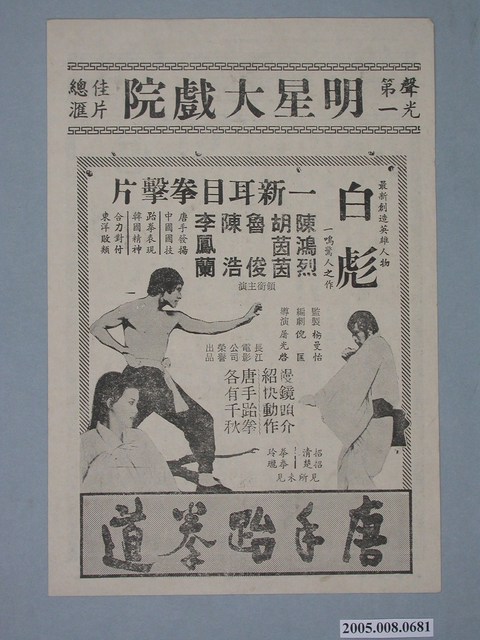 聲光第一
明星大戲院
佳片總滙
最新創造英雄人物
白彪
一鳴驚人之作
一新耳目拳擊片
陳鴻烈
胡茵茵
魯俊
陳浩
李鳳蘭
領銜主演
唐手發揚
中國國技
跆拳表現
韓國精神
合力對付
東洋敗類
監製 楊曼怡
編劇 倪匡
導演 屠光啓
長江
電影
公司
榮譽
出品
慢鏡頭介
紹快動作
唐手跆拳
各有千秋
招招清楚
拳拳玲瓏
見所未見
唐手跆拳道
2005.008.0681